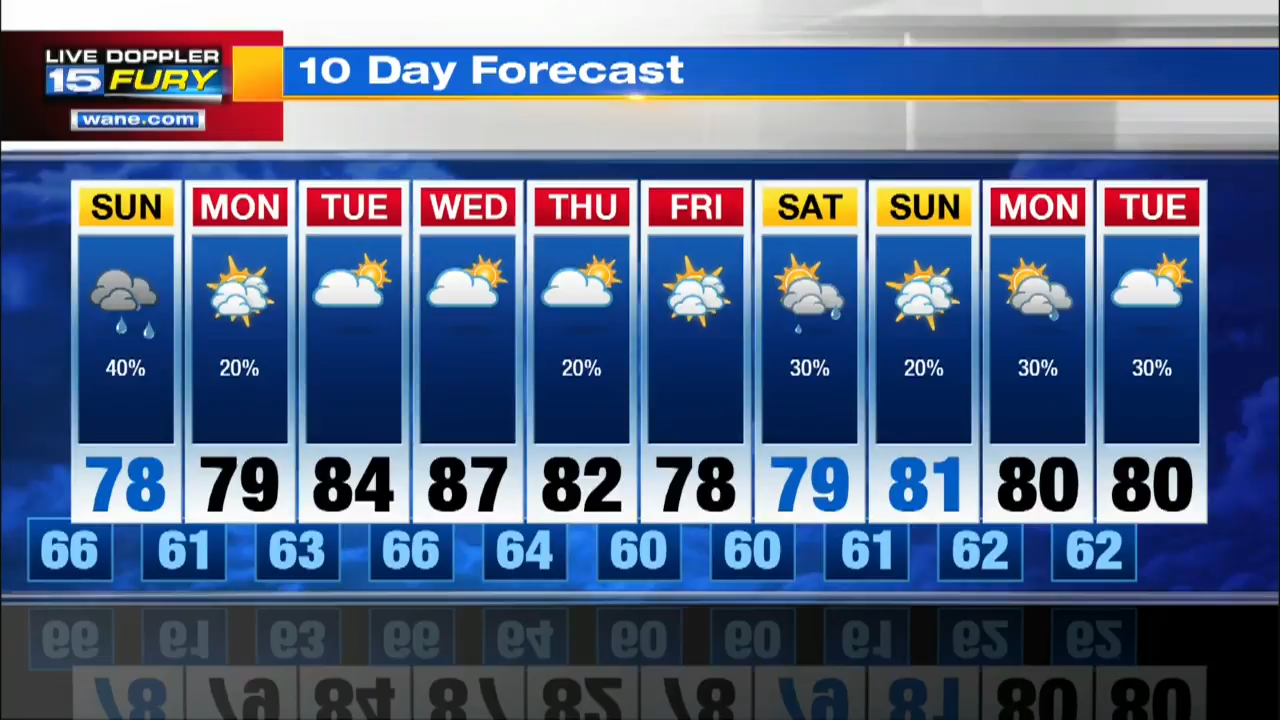 LIVE DOPPLER
15 FURY
wane.com
10 Day Forecast
SUN MON TUE WED THU FRI SAT SUN MON TUE
40% 20% 20% 30% 20% 30% 30%
78 79 84 87 82 78 79 81 80 80
66 61 63 66 64 60 60 61 62 62